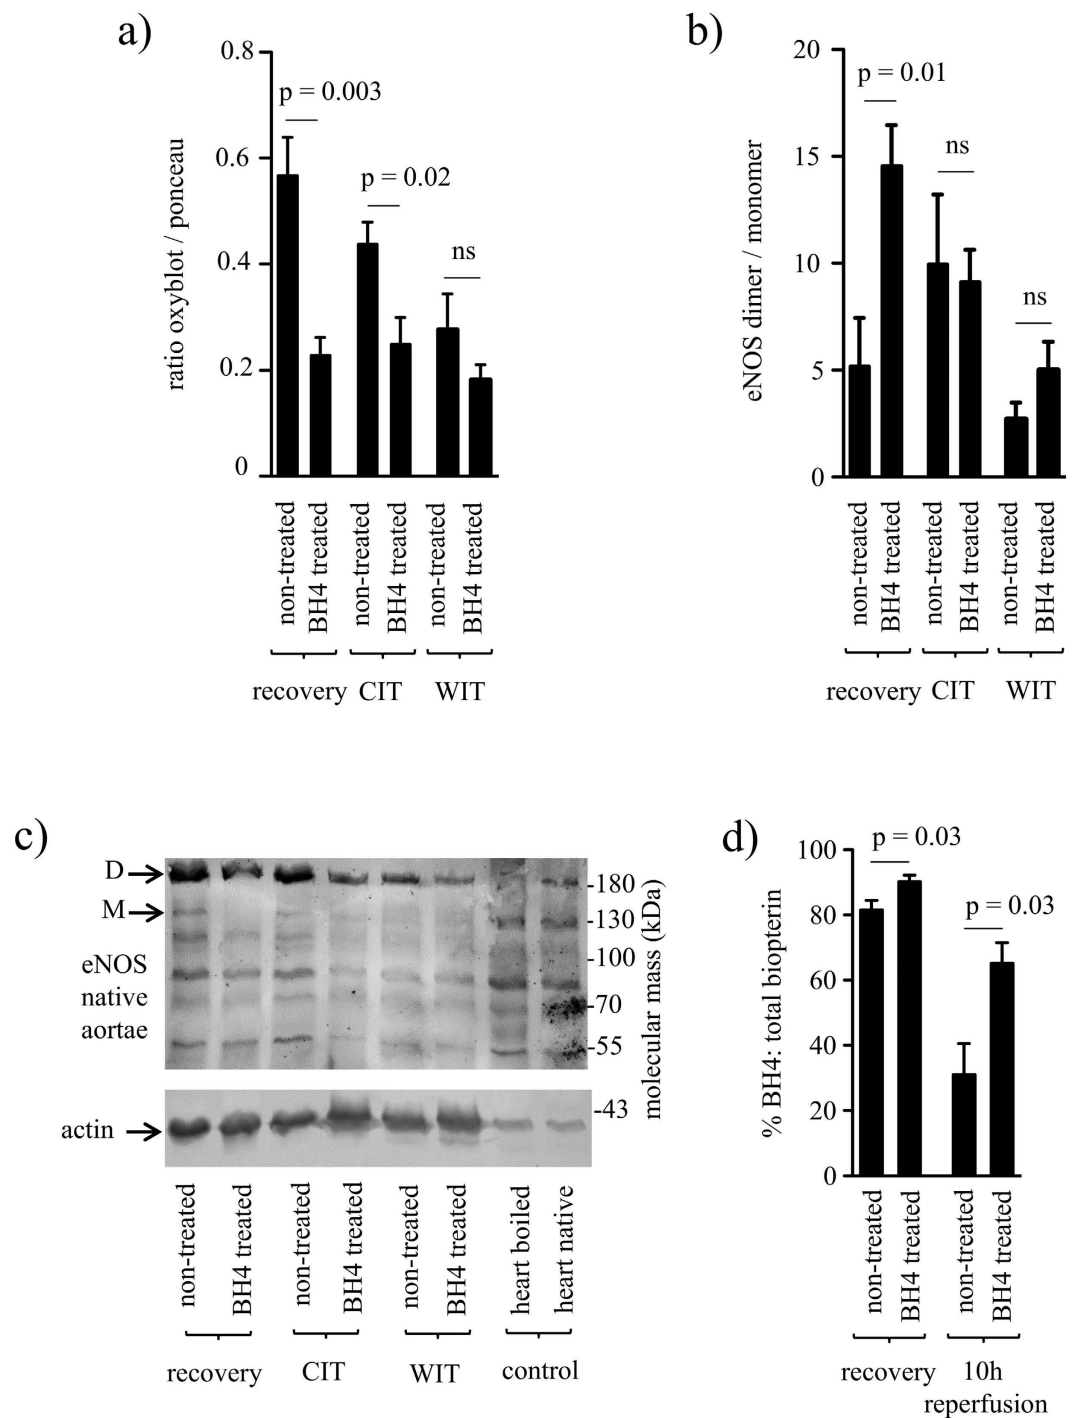 a)
ratio oxyblot / ponceau
0.8
0.6
0.4
0.2
0
p = 0.003
p = 0.02
ns
non-treated
BH4 treated
non-treated
BH4 treated
non-treated
BH4 treated
recovery
CIT
WIT
b)
eNOS dimer / monomer
20
15
10
5
0
p = 0.01
ns
ns
non-treated
BH4 treated
non-treated
BH4 treated
non-treated
BH4 treated
recovery
CIT
WIT
c)
D
M
eNOS
native
aortae
actin
-180
-130
-100
-70
-55
-43
molecular mass (kDa)
non-treated
BH4 treated
non-treated
BH4 treated
non-treated
BH4 treated
heart boiled
heart native
recovery
CIT
WIT
control
d)
% BH4: total biopterin
100
80
60
40
20
0
p = 0.03
p = 0.03
non-treated
BH4 treated
non-treated
BH4 treated
recovery
10h
reperfusion